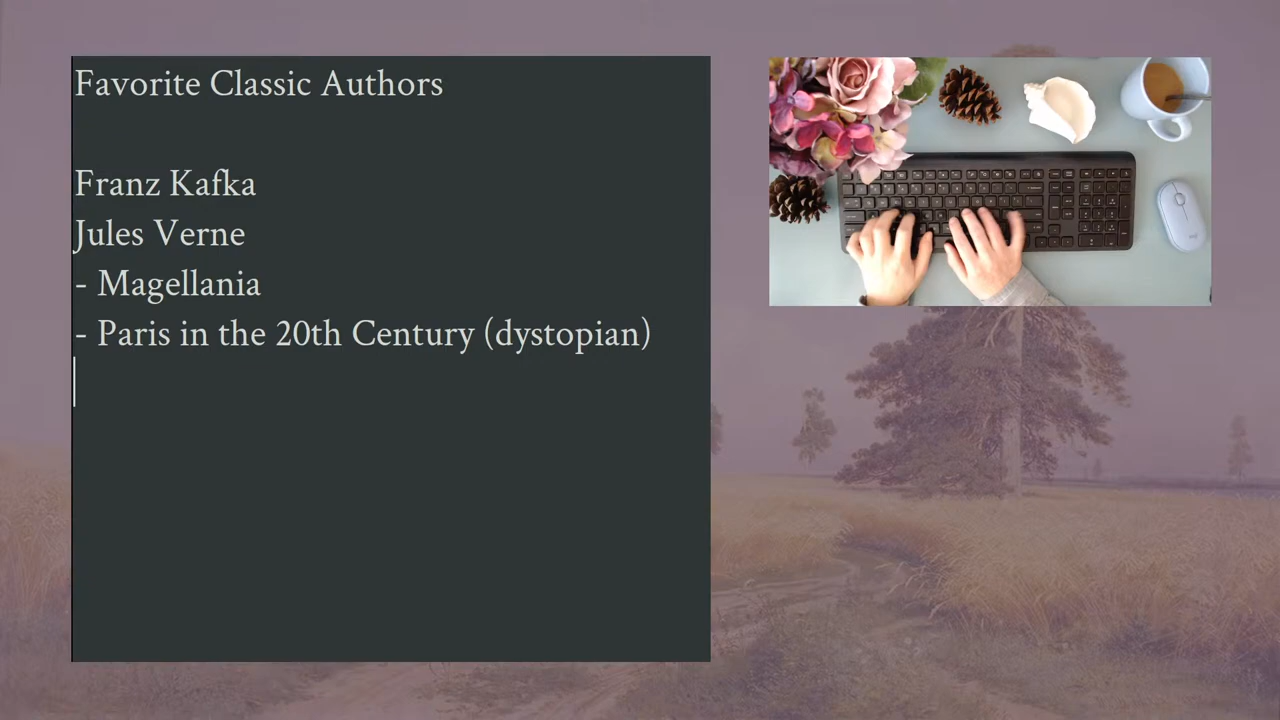 Favorite Classic Authors
Franz Kafka
Jules Verne
- Magellania
- Paris in the 20th Century (dystopian)